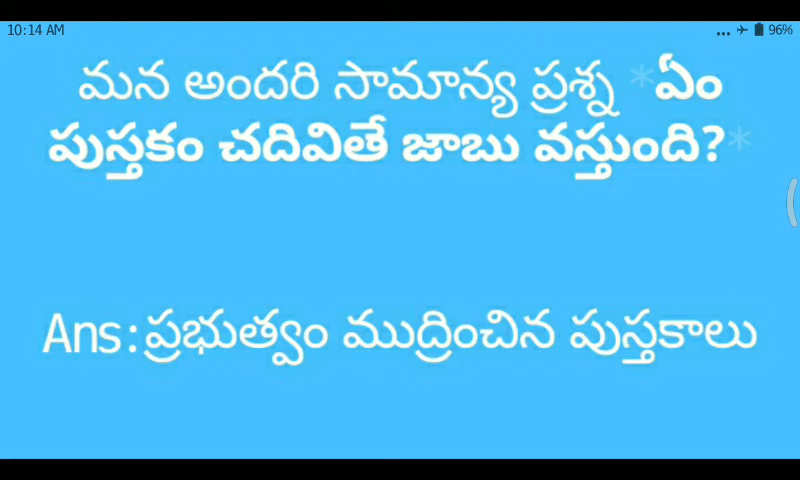 10:14 AM
... 96%
మన అందరి సామాన్య ప్రశ్న *ఏం
పుస్తకం చదివితే జాబు వస్తుంది?*
Ans:ప్రభుత్వం ముద్రించిన పుస్తకాలు